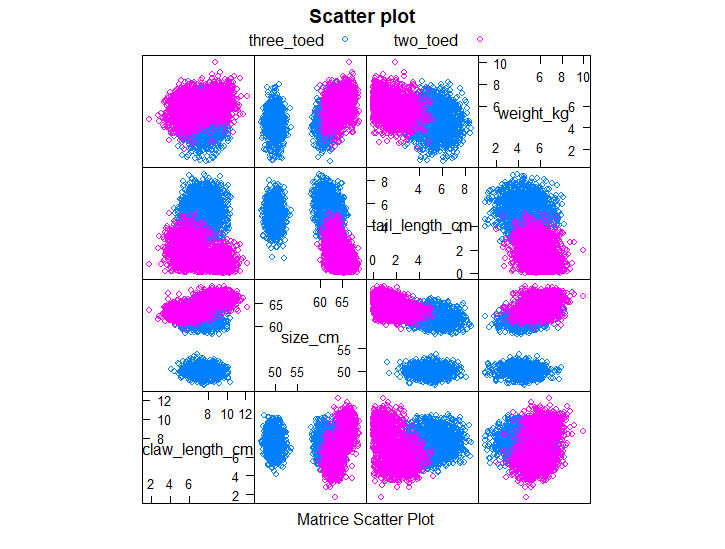 Scatter plot
three_toed two_toed
10 6 8 10
8
6 weight_kg 6
4
2 4 6 2
8 4 6 8
6
4 tail_length_cm 4
2
0 2 4 0
65 60 65
60
size_cm
55
50 55 50
12 8 10 12
10
8 claw_length_cm 6
4
2 4 6 2
Matrice Scatter Plot